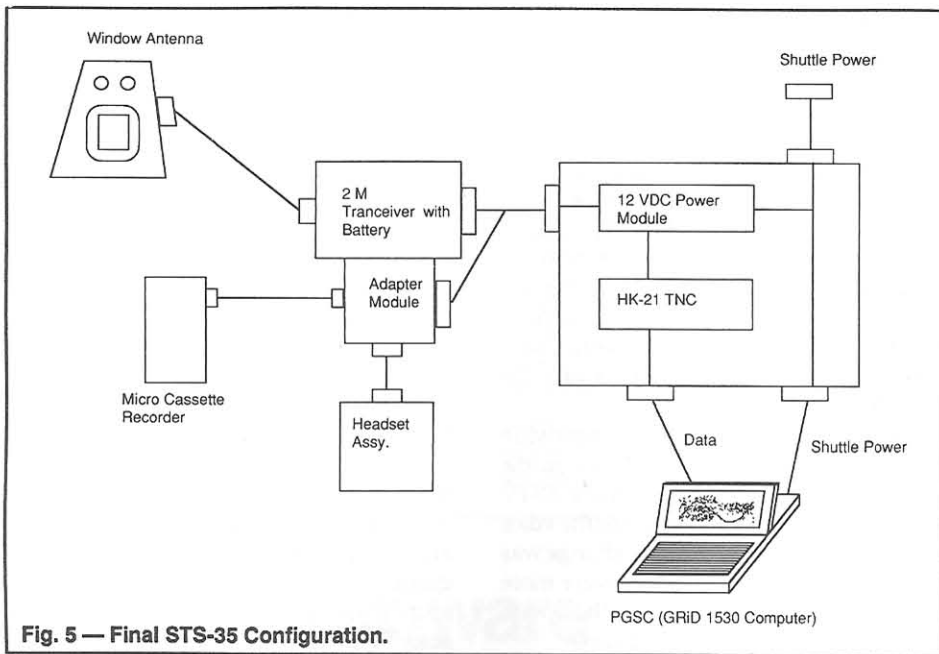 Window Antenna
Shuttle Power
2 M
Tranceiver with
Battery
12 VDC Power
Module
Adapter
Module
HK-21 TNC
Micro Cassette
Recorder
Headset
Assy.
Data
Shuttle Power
PGSC (GRiD 1530 Computer)
Fig. 5 — Final STS-35 Configuration.